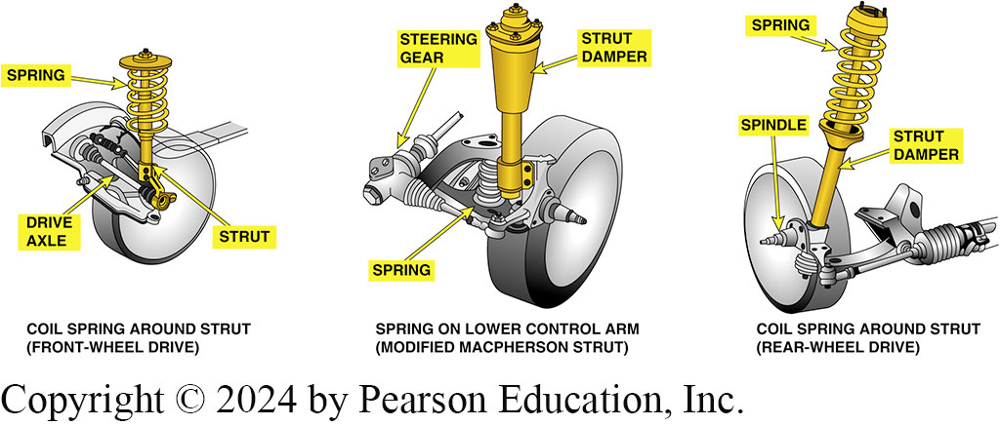 SPRING
DRIVE
AXLE
STRUT
COIL SPRING AROUND STRUT
(FRONT-WHEEL DRIVE)
STEERING
GEAR
STRUT
DAMPER
SPRING
SPRING ON LOWER CONTROL ARM
(MODIFIED MACPHERSON STRUT)
SPRING
SPINDLE
STRUT
DAMPER
COIL SPRING AROUND STRUT
(REAR-WHEEL DRIVE)
Copyright © 2024 by Pearson Education, Inc.